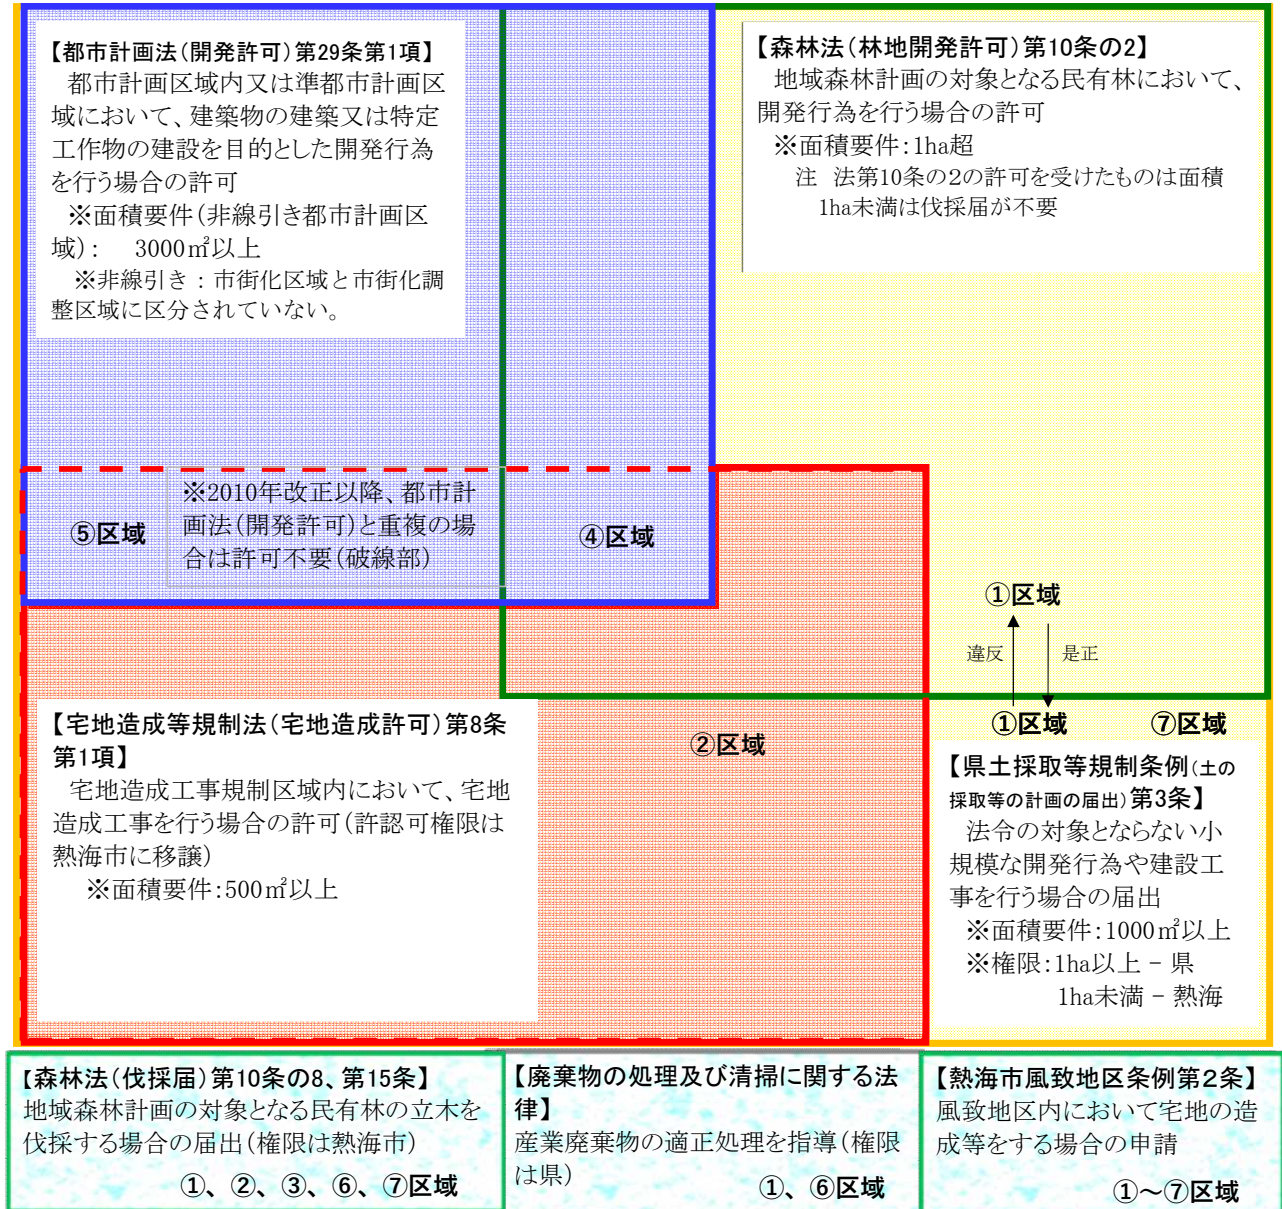 【都市計画法(開発許可)第29条第1項】
都市計画区域内又は準都市計画区
域において、建築物の建築又は特定
工作物の建設を目的とした開発行為
を行う場合の許可
※面積要件(非線引き都市計画区
域): 3000㎡以上
※非線引き：市街化区域と市街化調
整区域に区分されていない。
【森林法(林地開発許可)第10条の2】
地域森林計画の対象となる民有林において、
開発行為を行う場合の許可
※面積要件:1ha超
注 法第10条の2の許可を受けたものは面積
1ha未満は伐採届が不要
⑤区域
※2010年改正以降、都市計
画法(開発許可)と重複の場
合は許可不要(破線部)
④区域
①区域
違反
是正
①区域
⑦区域
②区域
【宅地造成等規制法(宅地造成許可)第8条
第1項】
宅地造成工事規制区域内において、宅地
造成工事を行う場合の許可(許認可権限は
熱海市に移譲)
※面積要件:500㎡以上
【県土採取等規制条例(土の
採取等の計画の届出)第3条】
法令の対象とならない小
規模な開発行為や建設工
事を行う場合の届出
※面積要件:1000㎡以上
※権限:1ha以上－県
1ha未満－熱海
【森林法(伐採届)第10条の8、第15条】
地域森林計画の対象となる民有林の立木を
伐採する場合の届出(権限は熱海市)
①、②、③、⑥、⑦区域
【廃棄物の処理及び清掃に関する法
律】
産業廃棄物の適正処理を指導(権限
は県)
①、⑥区域
【熱海市風致地区条例第２条】
風致地区内において宅地の造
成等をする場合の申請
①～⑦区域